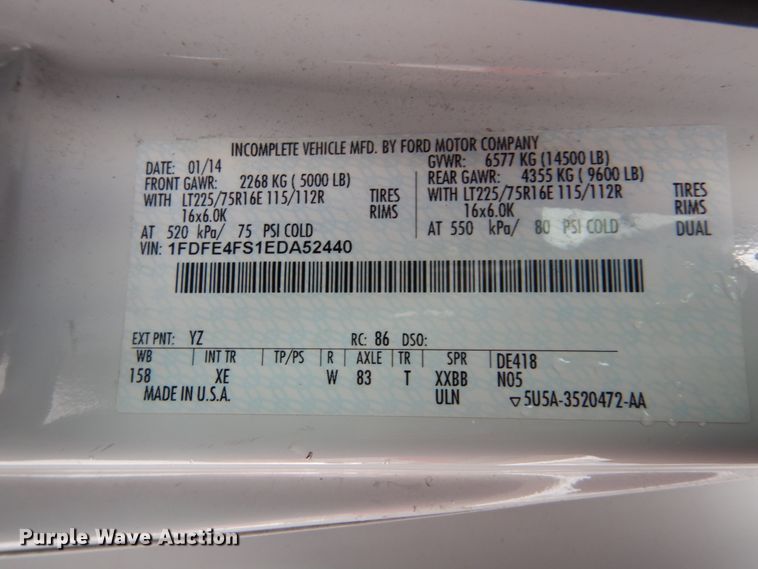 INCOMPLETE VEHICLE MFD. BY FORD MOTOR COMPANY
DATE: 01/14 GVWR: 6577 KG (14500 LB)
FRONT GAWR: 2268 KG ( 5000 LB) REAR GAWR: 4355 KG ( 9600 LB)
WITH LT225/75R16E 115/112R TIRES WITH LT225/75R16E 115/112R TIRES
16x6.0K RIMS 16x6.0K RIMS
AT 520 kPa/ 75 PSI COLD AT 550 kPa/ 80 PSI COLD DUAL
VIN: 1FDFE4FS1EDA52440
EXT PNT: YZ RC: 86 DSO:
WB INT TR TP/PS R AXLE TR SPR DE418
158 XE W 83 T XXBB N05
MADE IN U.S.A. ULN ▽5U5A-3520472-AA
Purple Wave Auction